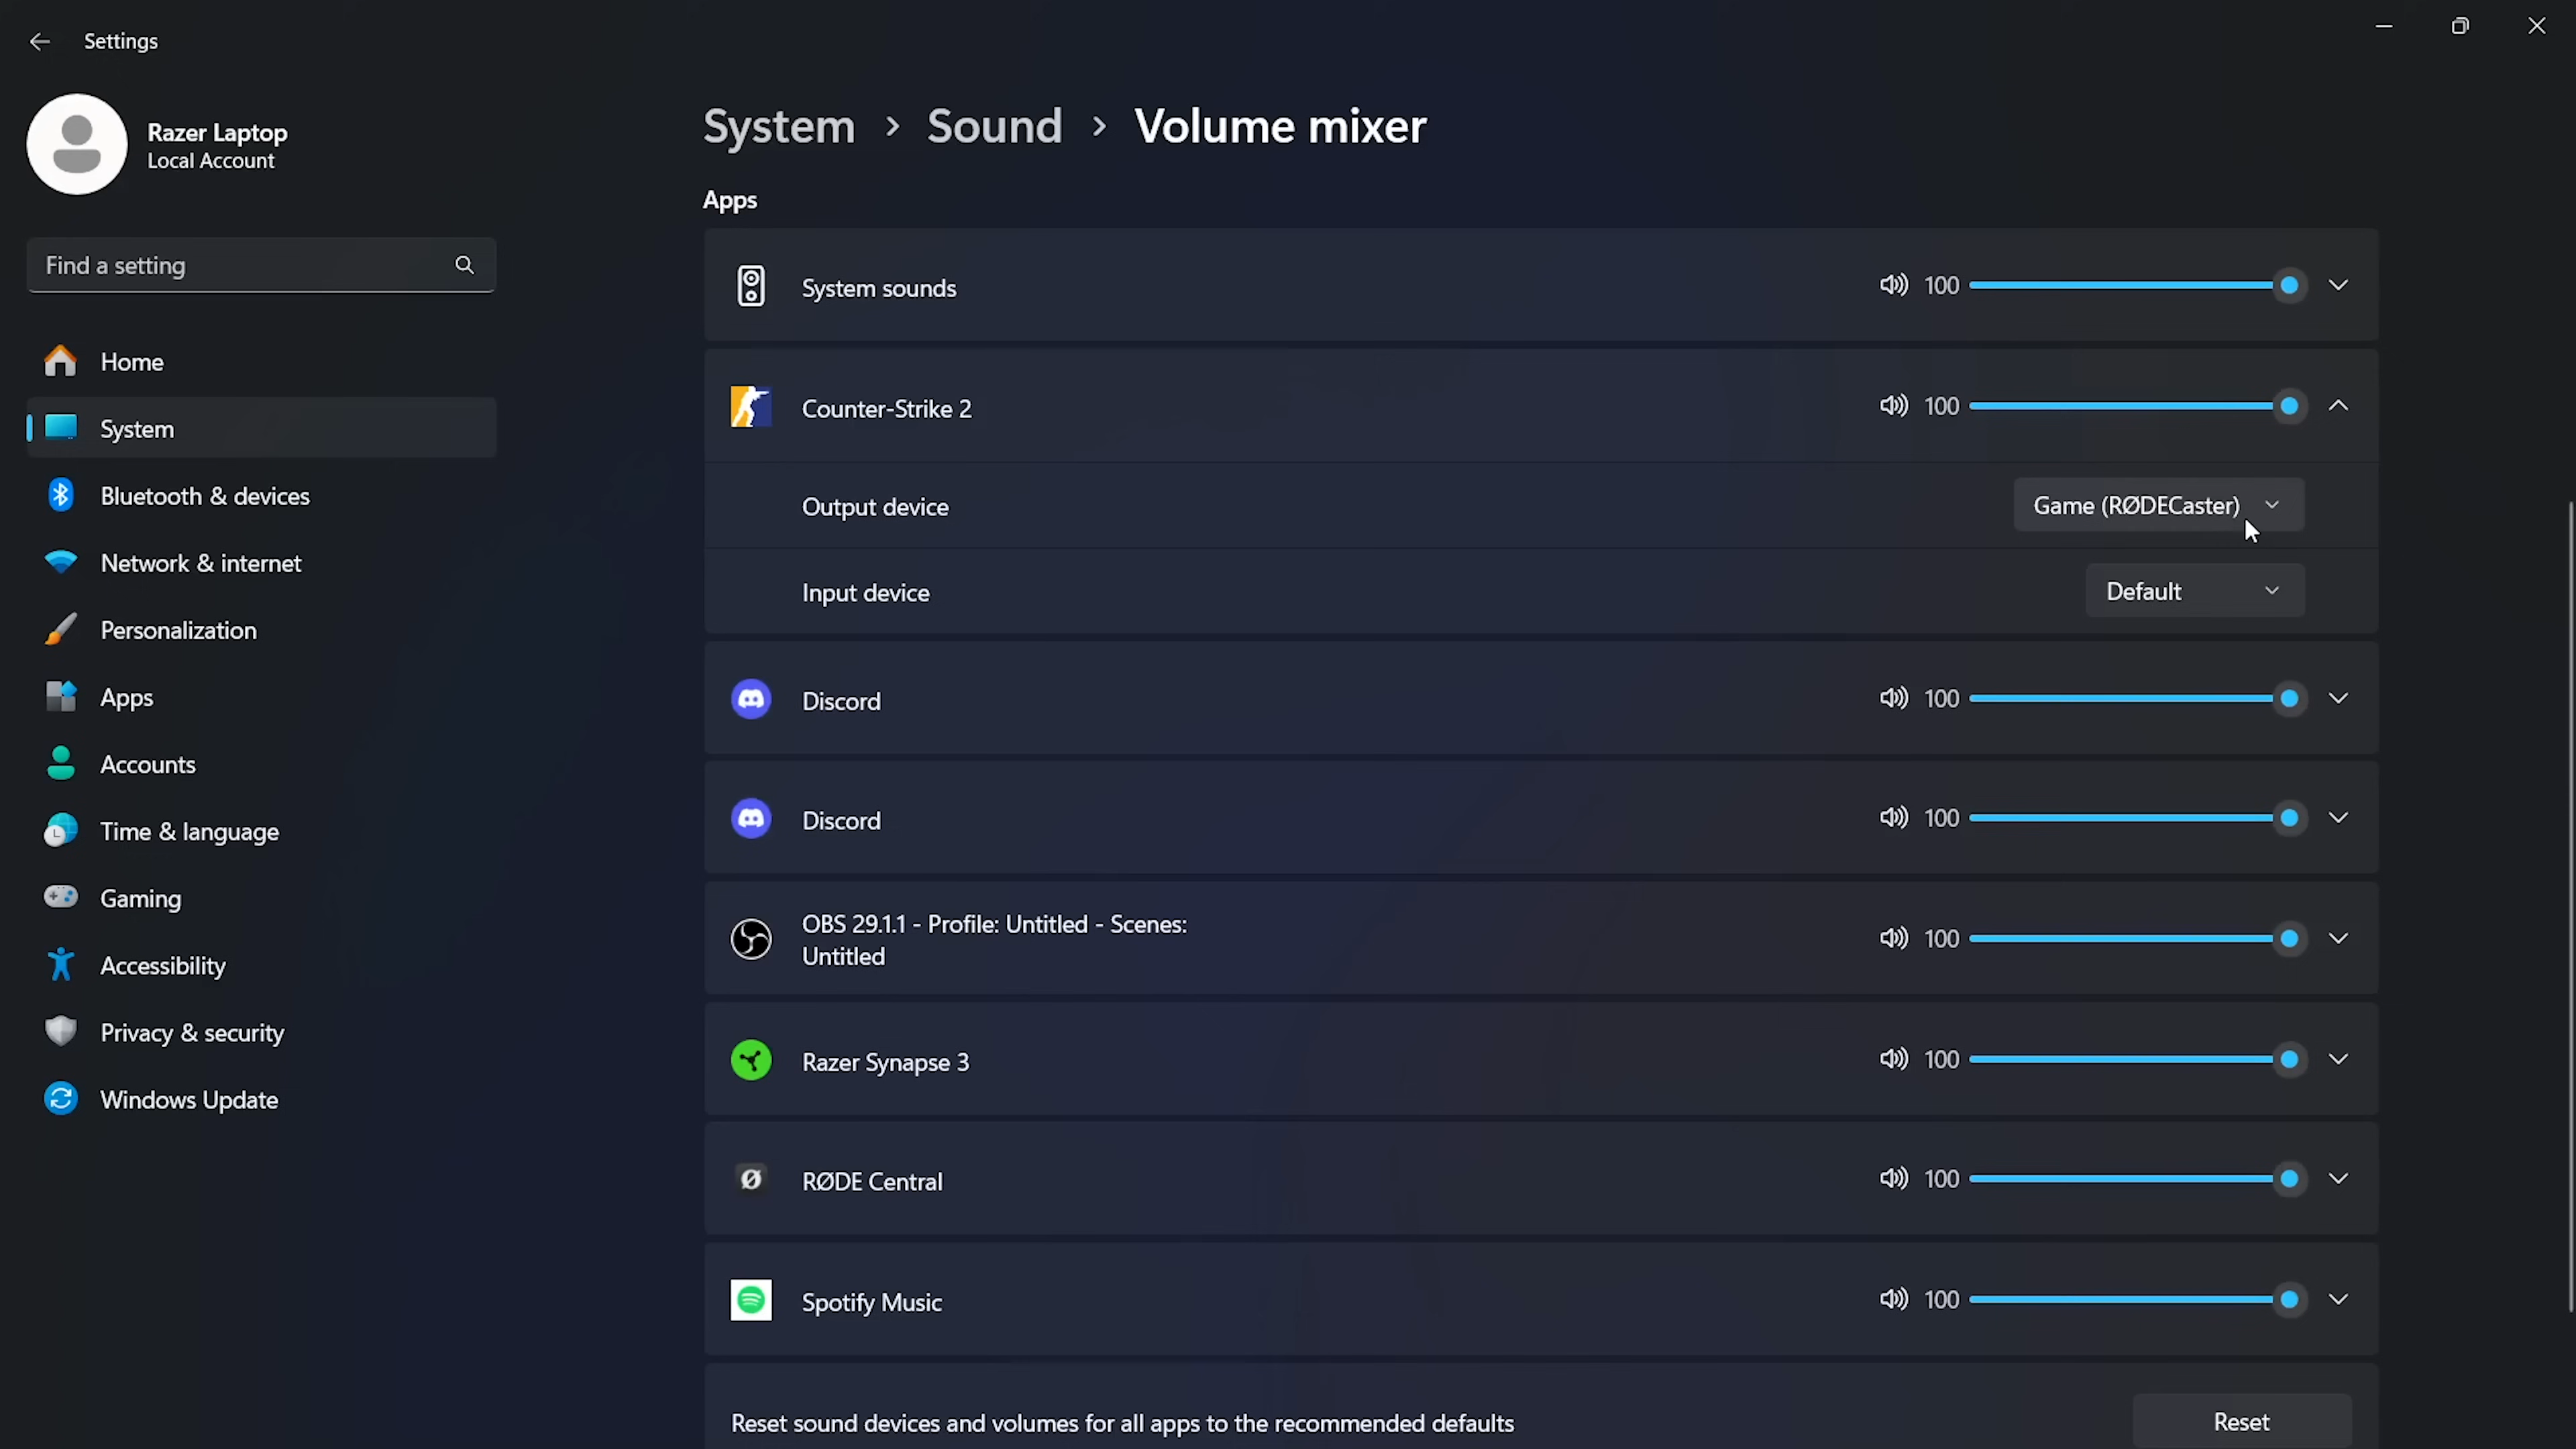 Settings
Razer Laptop
Local Account
Find a setting
Home
System
Bluetooth & devices
Network & internet
Personalization
Apps
Accounts
Time & language
Gaming
Accessibility
Privacy & security
Windows Update
System > Sound > Volume mixer
Apps
System sounds 100
Counter-Strike 2 100
Output device Game (RØDECaster)
Input device Default
Discord 100
Discord 100
OBS 29.1.1 - Profile: Untitled - Scenes:
Untitled 100
Razer Synapse 3 100
RØDE Central 100
Spotify Music 100
Reset sound devices and volumes for all apps to the recommended defaults Reset